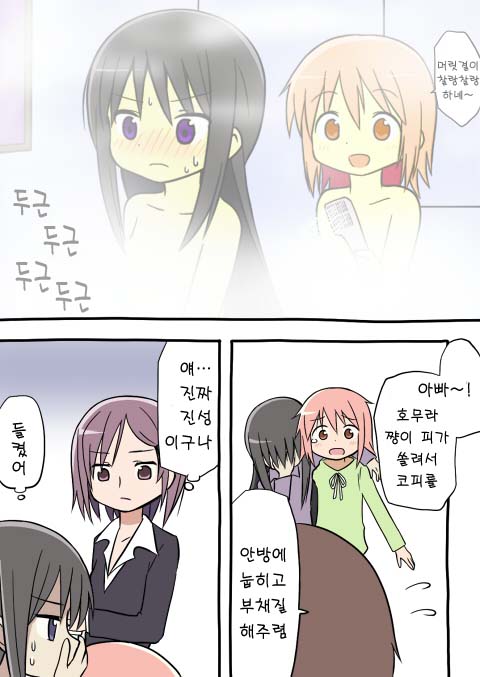 머릿결이
찰랑찰랑
하네~
두근
두근
두근
두근
아빠~!
호무라
쨩이 피가
쏠려서
코피를
안방에
눕히고
부채질
해주렴
얘…
진짜
진성
이구나
들켰어